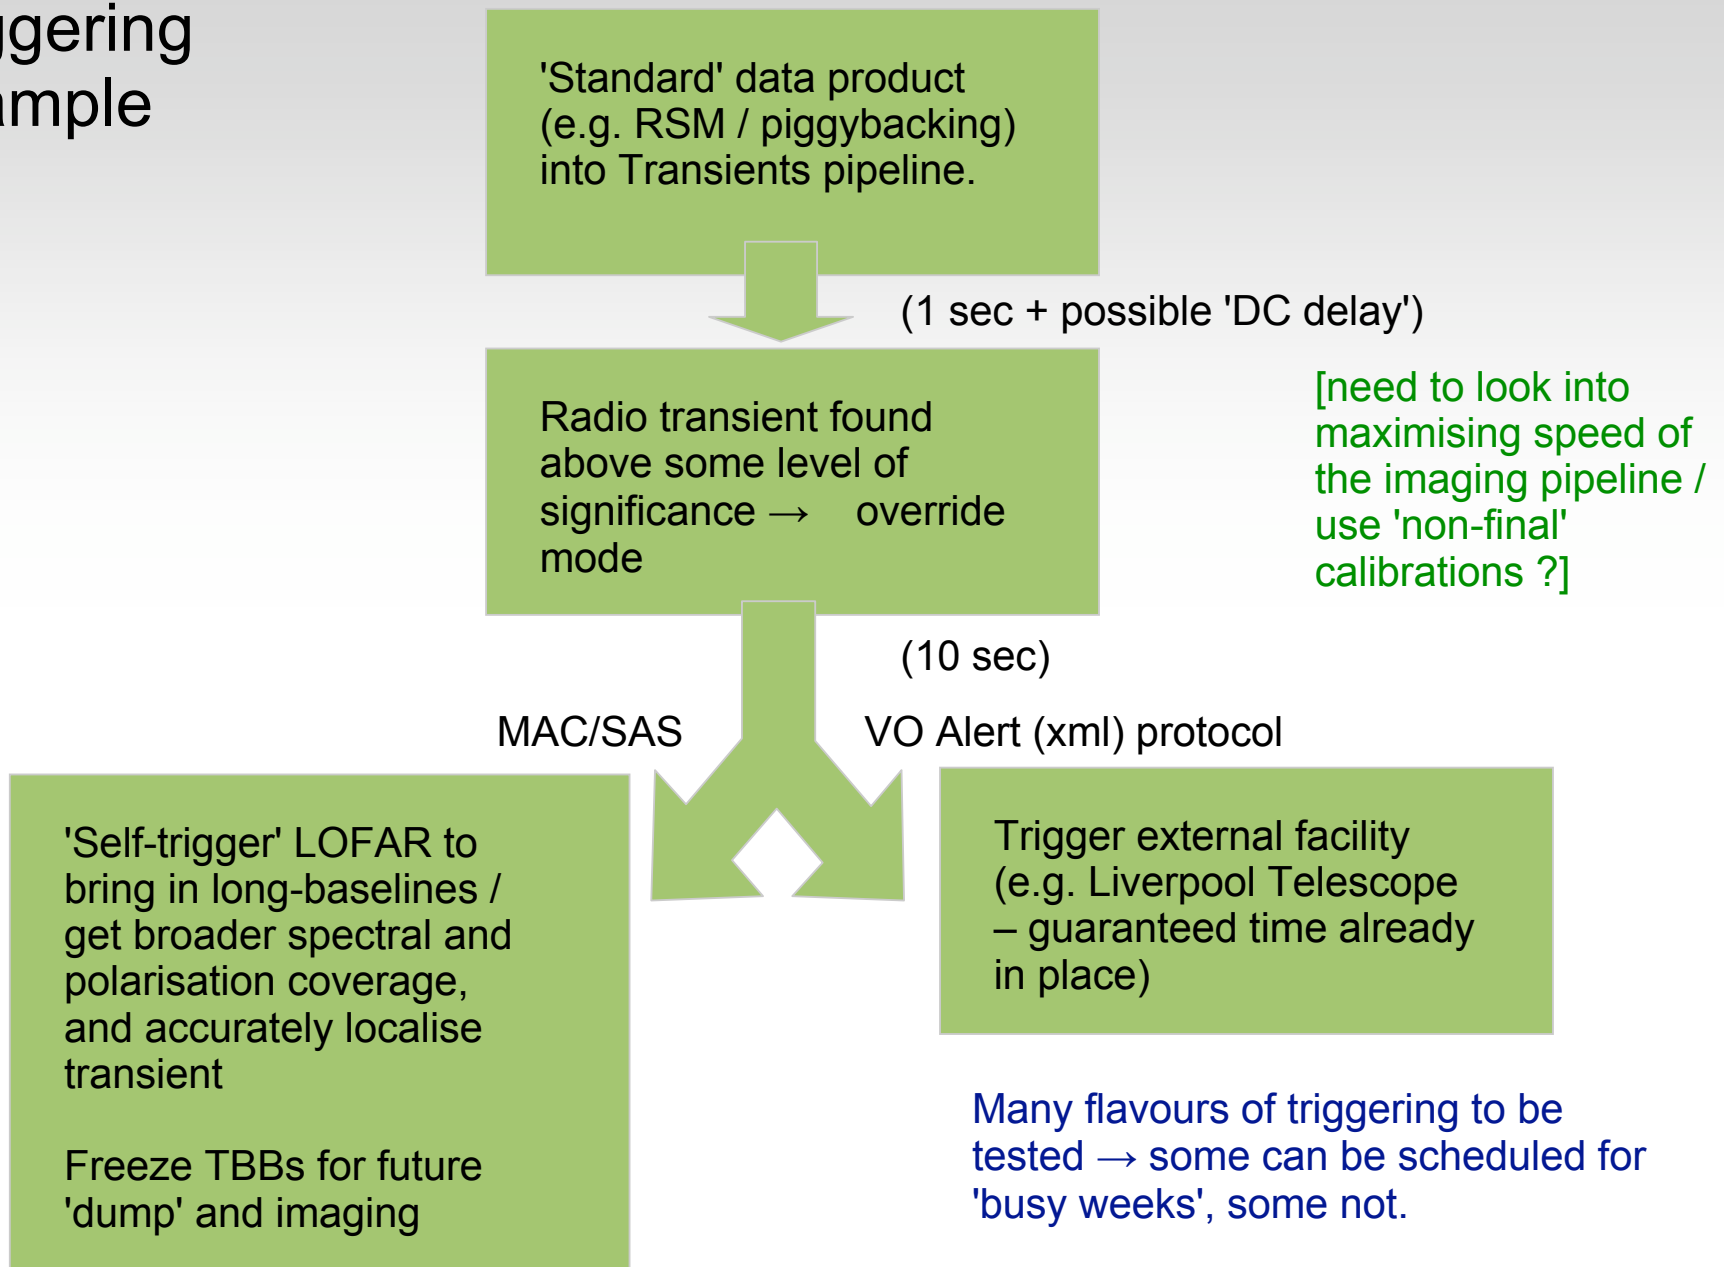 ggering
ample
'Standard' data product
(e.g. RSM / piggybacking)
into Transients pipeline.
(1 sec + possible 'DC delay')
Radio transient found
above some level of
significance → override
mode
[need to look into
maximising speed of
the imaging pipeline /
use 'non-final'
calibrations ?]
(10 sec)
MAC/SAS
VO Alert (xml) protocol
'Self-trigger' LOFAR to
bring in long-baselines /
get broader spectral and
polarisation coverage,
and accurately localise
transient
Freeze TBBs for future
'dump' and imaging
Trigger external facility
(e.g. Liverpool Telescope
– guaranteed time already
in place)
Many flavours of triggering to be
tested → some can be scheduled for
'busy weeks', some not.